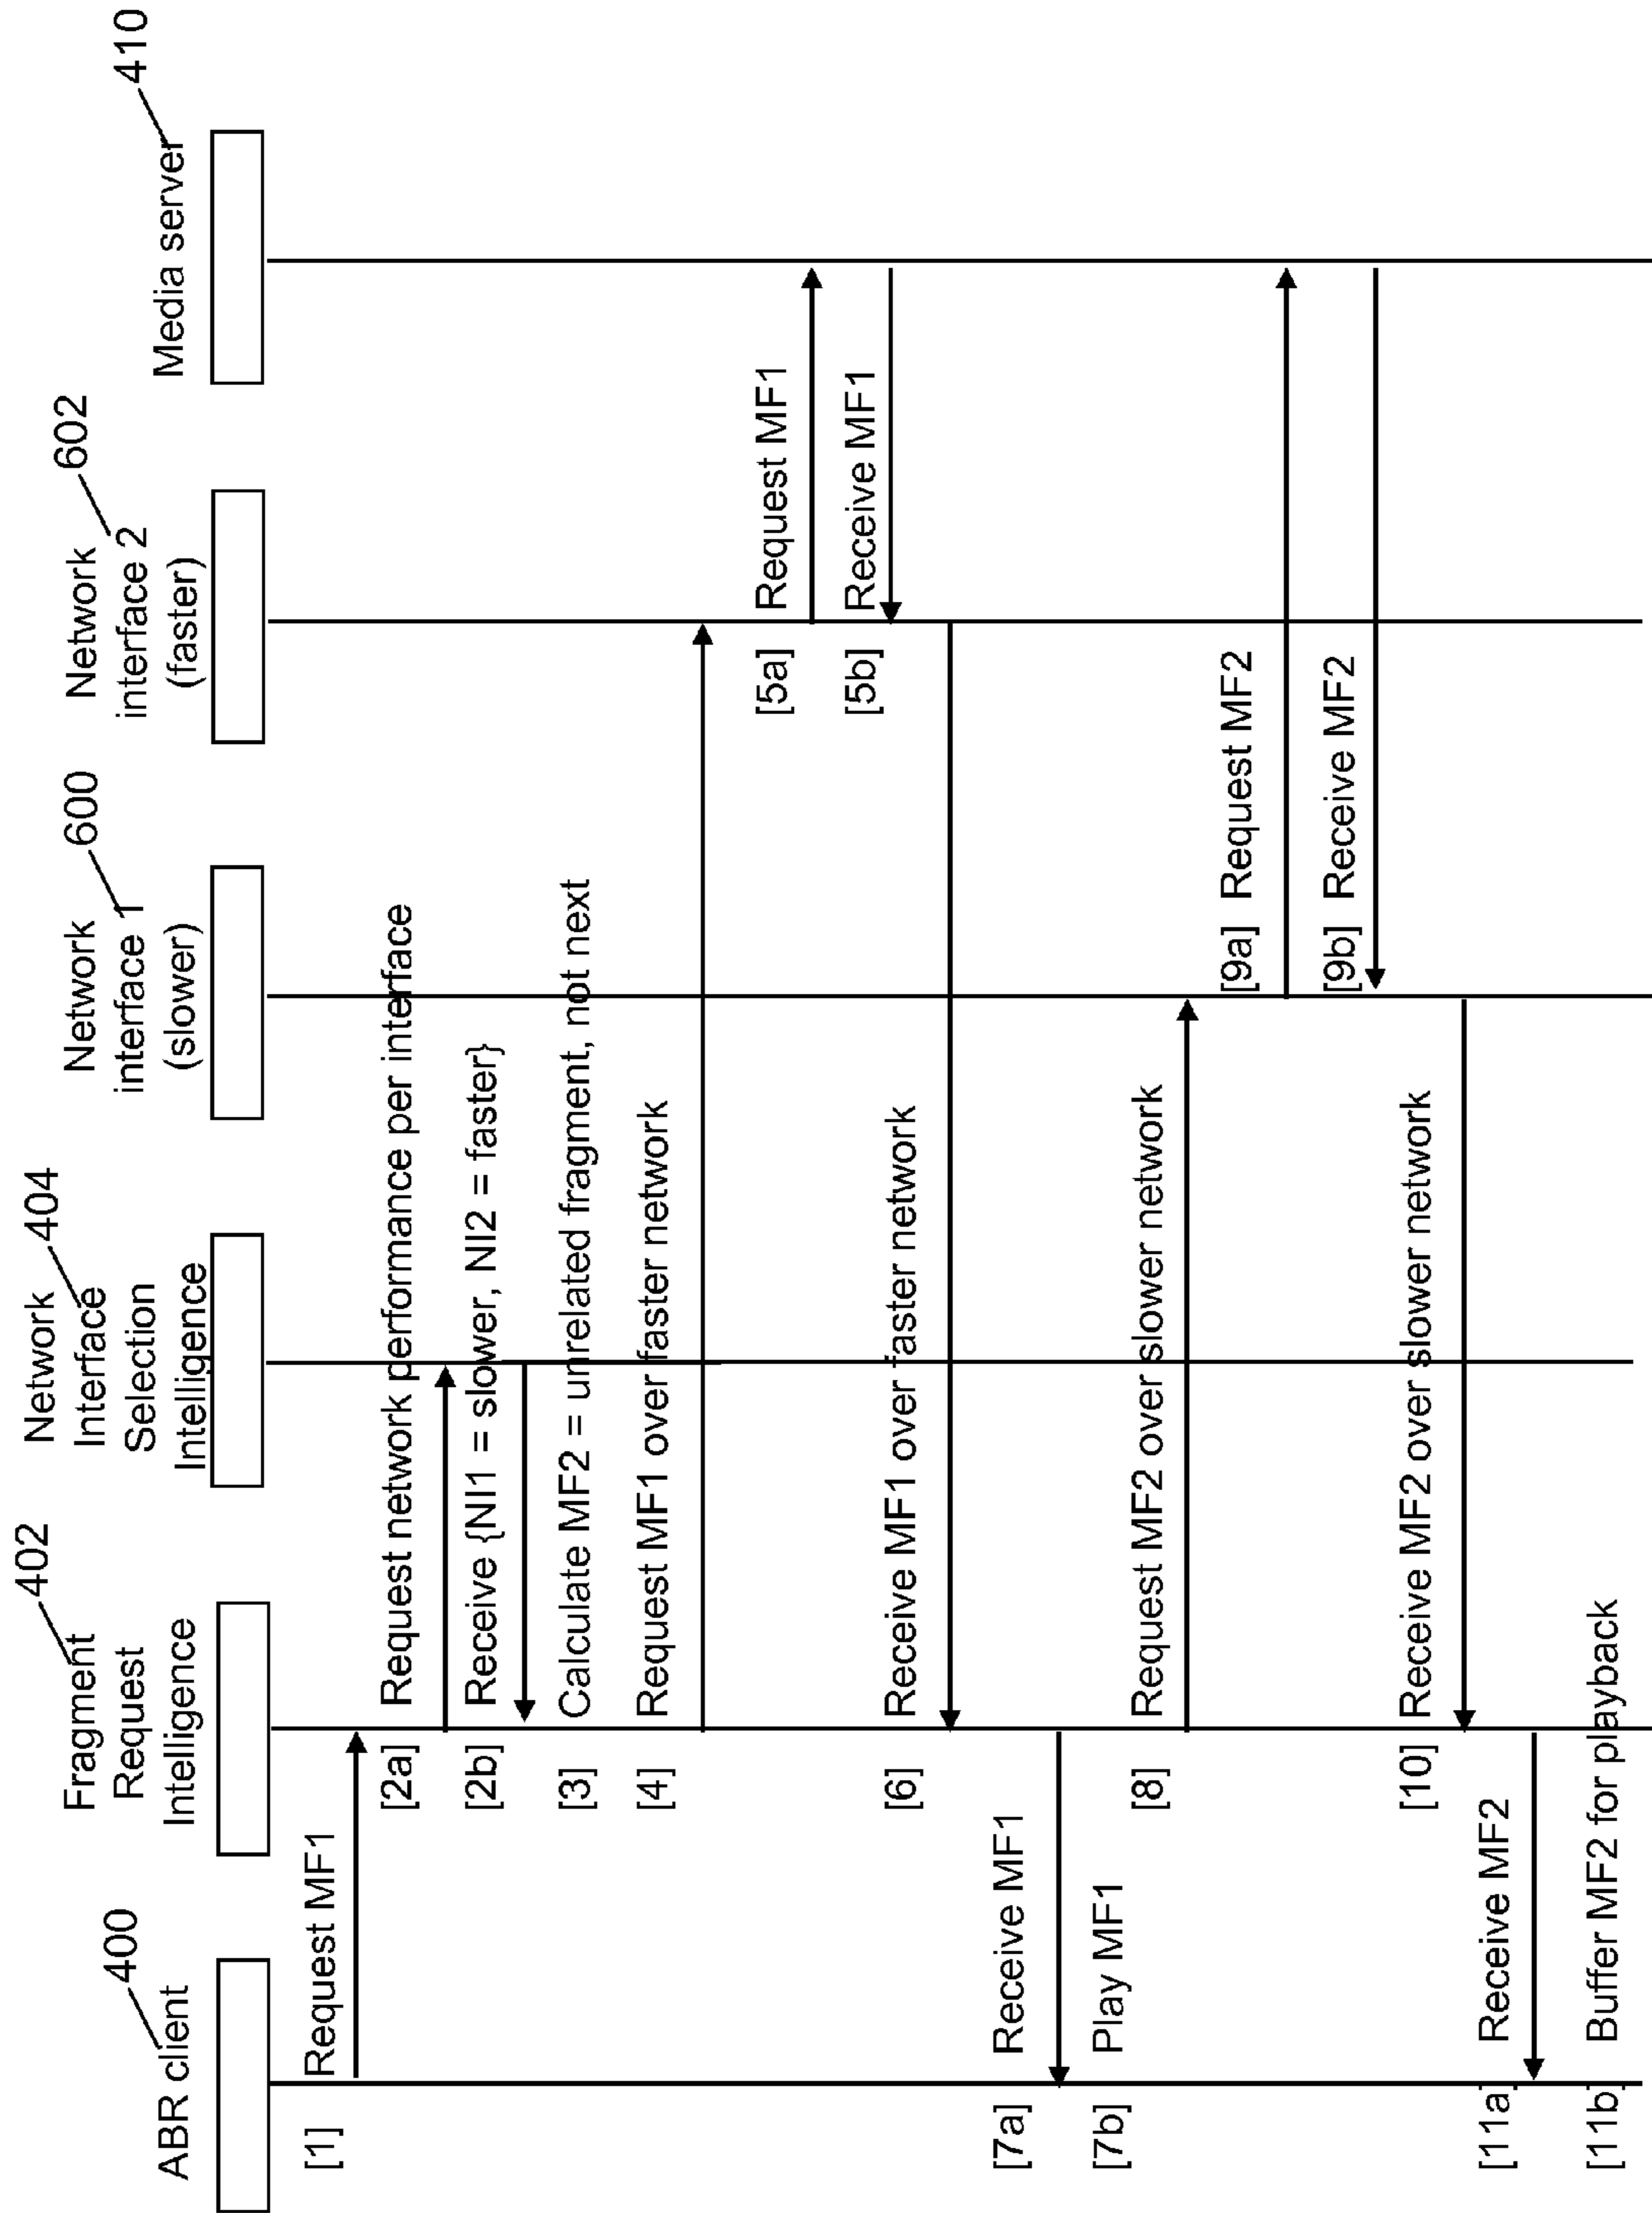 ABR client
400
Fragment
Request
Intelligence
402
Network
Interface
Selection
Intelligence
404
Network
interface 1
(slower)
600
Network
interface 2
(faster)
602
Media server
410
[1] Request MF1
[2a] Request network performance per interface
[2b] Receive {NI1 = slower, NI2 = faster}
[3] Calculate MF2 = unrelated fragment, not next
[4] Request MF1 over faster network
[5a] Request MF1
[5b] Receive MF1
[6] Receive MF1 over faster network
[7a] Receive MF1
[7b] Play MF1
[8] Request MF2 over slower network
[9a] Request MF2
[9b] Receive MF2
[10] Receive MF2 over slower network
[11a] Receive MF2
[11b] Buffer MF2 for playback